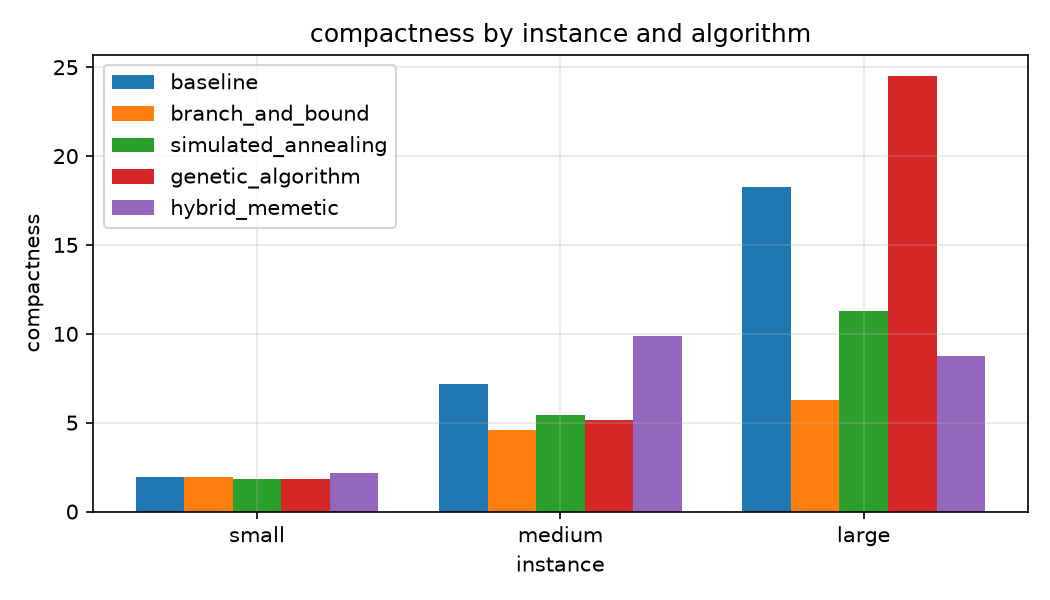 compactness by instance and algorithm
25
20
15
10
5
0
compactness
baseline
branch_and_bound
simulated_annealing
genetic_algorithm
hybrid_memetic
small
medium
large
instance